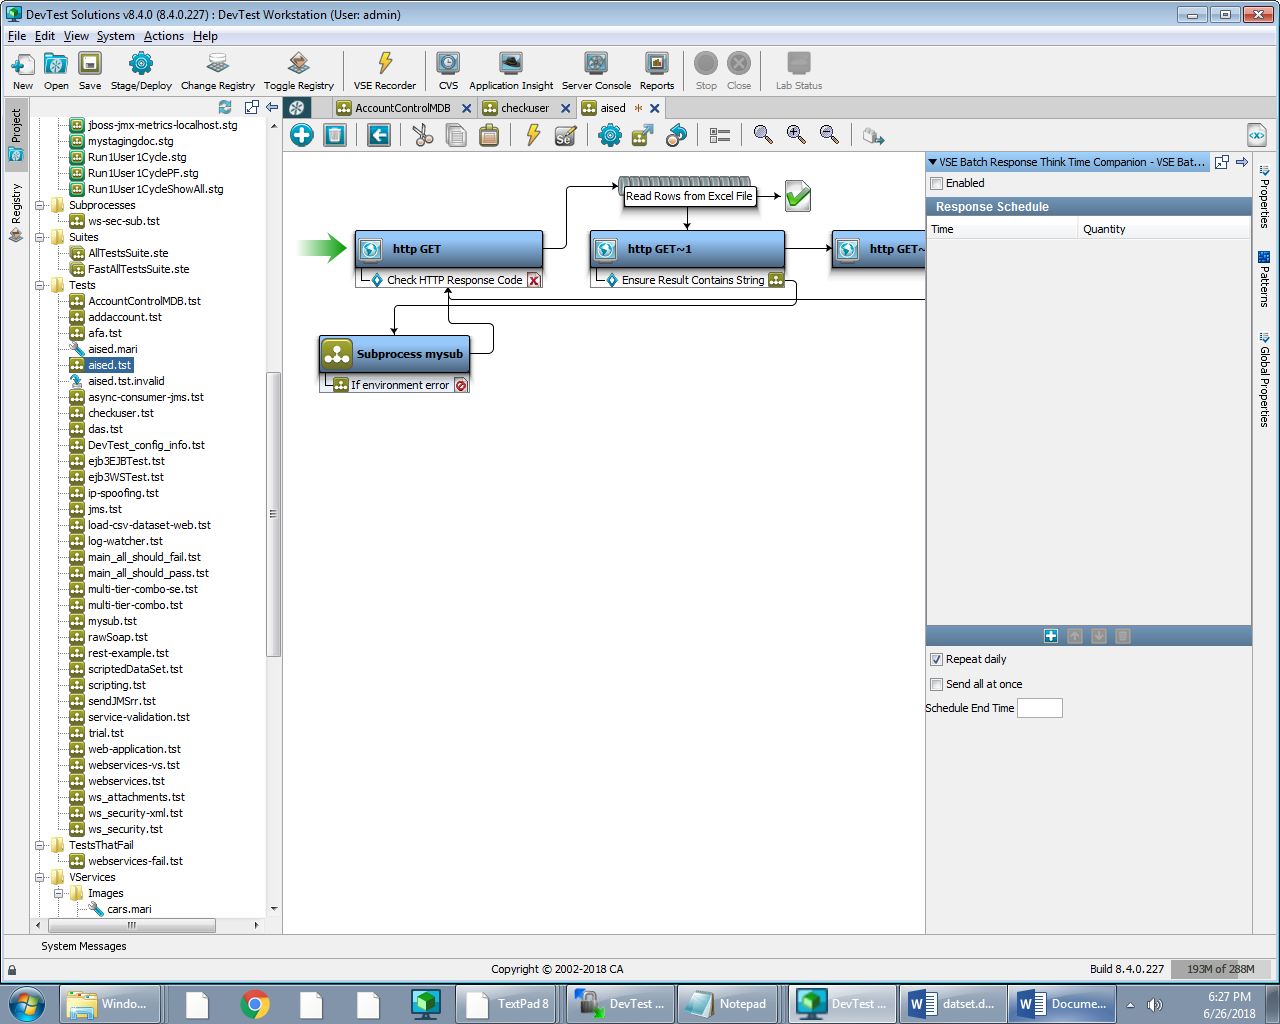 DevTest Solutions v8.4.0 (8.4.0.227) : DevTest Workstation (User: admin)
File Edit View System Actions Help
New Open Save Stage/Deploy Change Registry Toggle Registry VSE Recorder CVS Application Insight Server Console Reports Stop Close Lab Status
AccountControlMDB checkuser aised
Project
Registry
jboss-jmx-metrics-localhost.stg
mystagingdoc.stg
Run1User1Cycle.stg
Run1User1CyclePF.stg
Run1User1CycleShowAll.stg
Subprocesses
ws-sec-sub.tst
Suites
AllTestsSuite.ste
FastAllTestsSuite.ste
Tests
AccountControlMDB.tst
addaccount.tst
afa.tst
aised.mari
aised.tst
aised.tst.invalid
async-consumer-jms.tst
checkuser.tst
das.tst
DevTest_config_info.tst
ejb3EJBTest.tst
ejb3WSTest.tst
ip-spoofing.tst
jms.tst
load-csv-dataset-web.tst
log-watcher.tst
main_all_should_fail.tst
main_all_should_pass.tst
multi-tier-combo-se.tst
multi-tier-combo.tst
mysub.tst
rawSoap.tst
rest-example.tst
scriptedDataSet.tst
scripting.tst
sendJMSrr.tst
service-validation.tst
trial.tst
web-application.tst
webservices-vs.tst
webservices.tst
ws_attachments.tst
ws_security-xml.tst
ws_security.tst
TestsThatFail
webservices-fail.tst
VServices
Images
cars.mari
Se
Read Rows from Excel File
http GET
Check HTTP Response Code
http GET~1
Ensure Result Contains String
http GET~
Subprocess mysub
If environment error
VSE Batch Response Think Time Companion - VSE Bat...
Enabled
Response Schedule
Time Quantity
Repeat daily
Send all at once
Schedule End Time
Properties
Patterns
Global Properties
System Messages
Copyright © 2002-2018 CA
Build 8.4.0.227 193M of 288M
Windo... TextPad 8 DevTest ... Notepad DevTest ... datset.d... Docume...
6:27 PM
6/26/2018